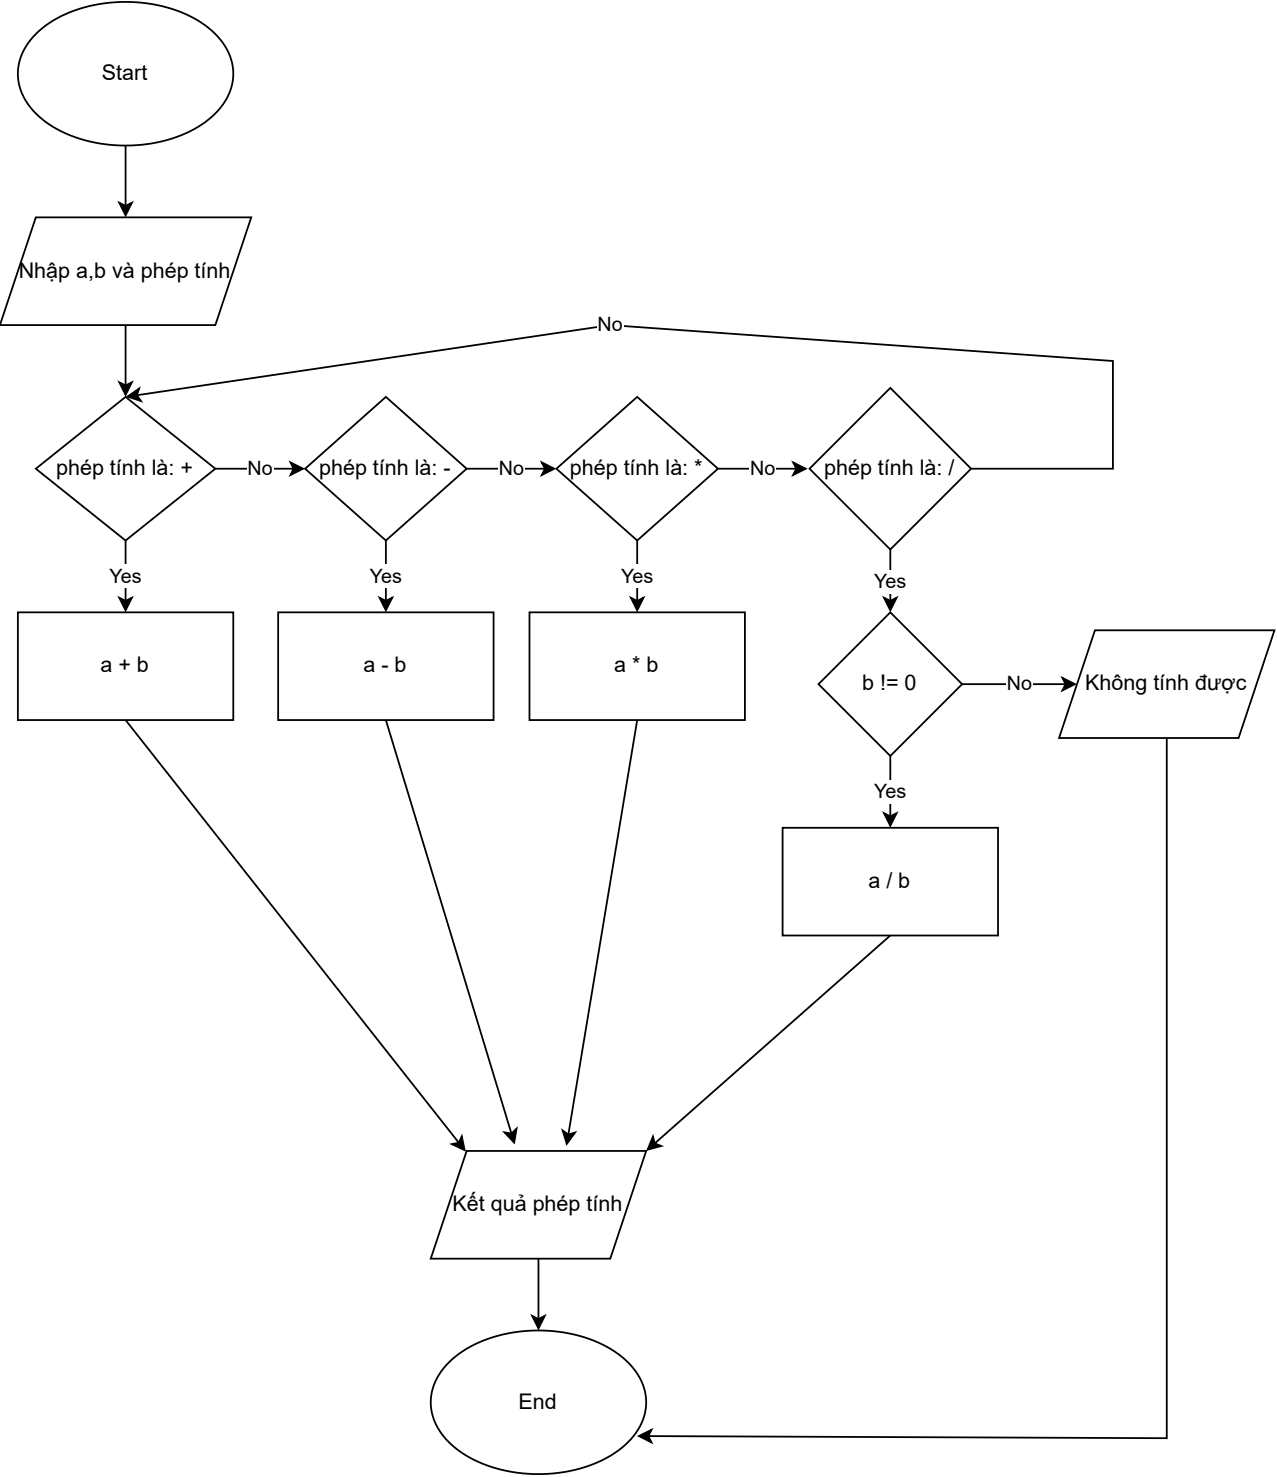 Start
Nhập a,b và phép tính
No
phép tính là: +
No
phép tính là: -
No
phép tính là: *
No
phép tính là: /
Yes
Yes
Yes
Yes
a + b
a - b
a * b
b != 0
No
Không tính được
Yes
a / b
Kết quả phép tính
End